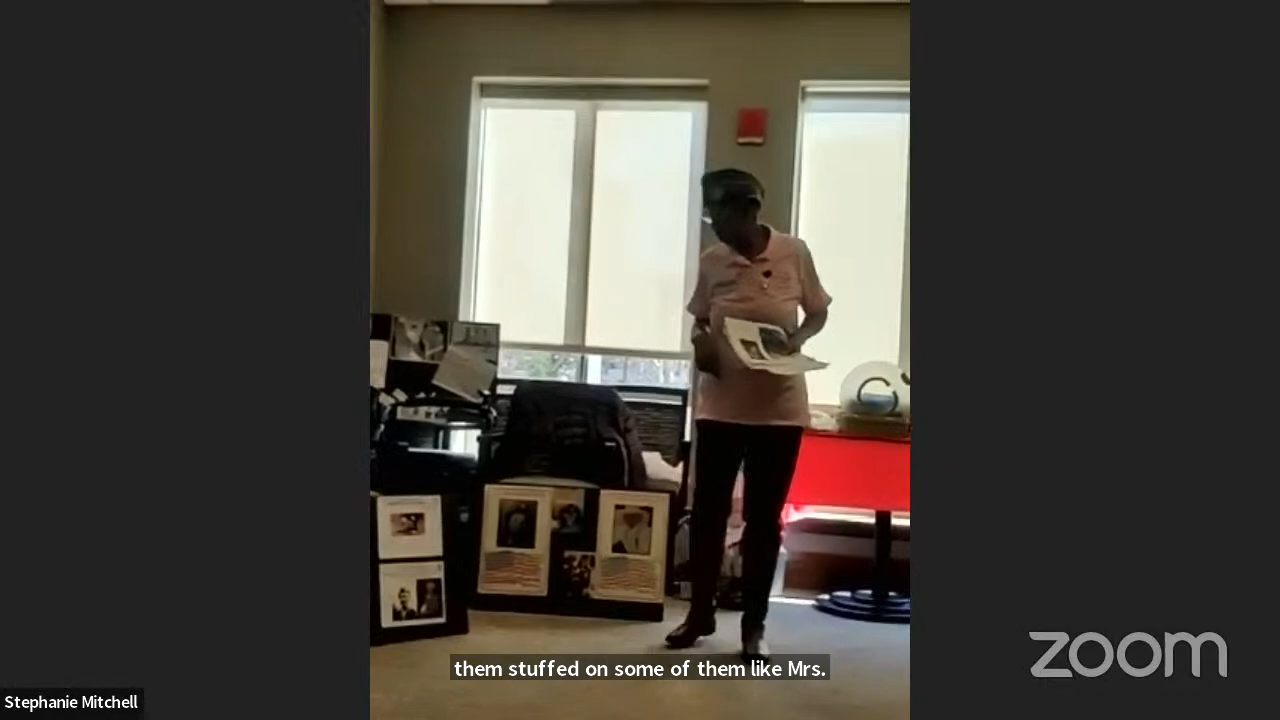 them stuffed on some of them like Mrs.
zoom
Stephanie Mitchell